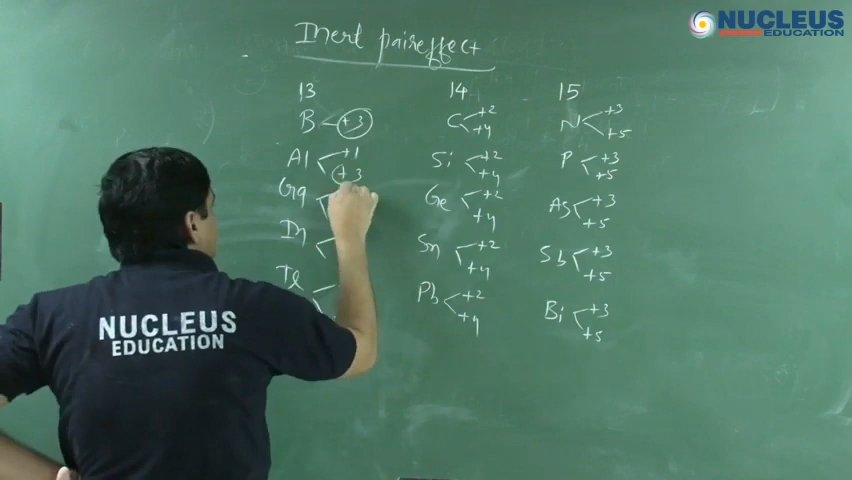 NUCLEUS
EDUCATION
Inert pair effect
13 14 15
B +3 C +2 +4 N +3 +5
Al +1 +3 Si +2 +4 P +3 +5
Ga Ge +2 +4 As +3 +5
In Sn +2 +4 Sb +3 +5
Tl Pb +2 +4 Bi +3 +5
NUCLEUS
EDUCATION